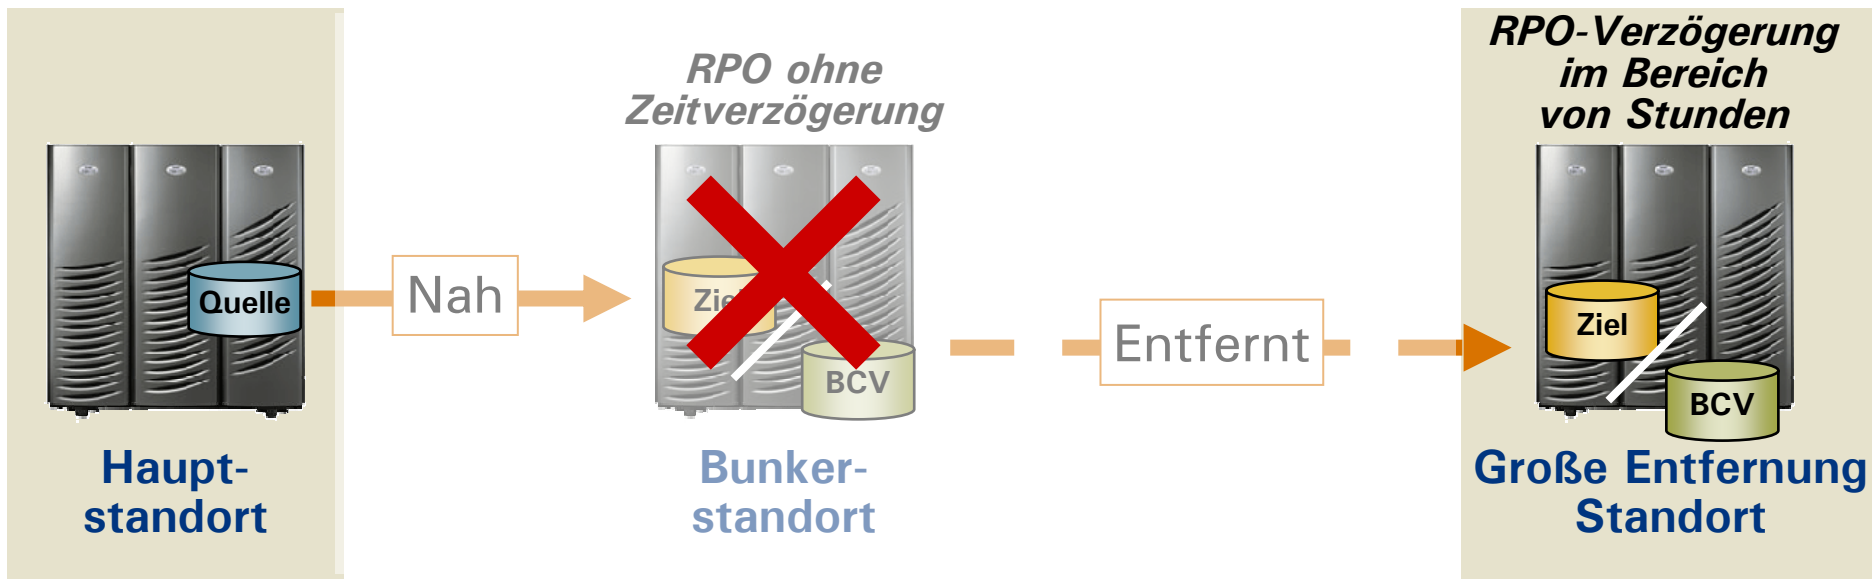 RPO ohne
Zeitverzögerung
RPO-Verzögerung
im Bereich
von Stunden
Quelle
Nah
Ziel
BCV
Entfernt
Ziel
BCV
Haupt-
standort
Bunker-
standort
Große Entfernung
Standort